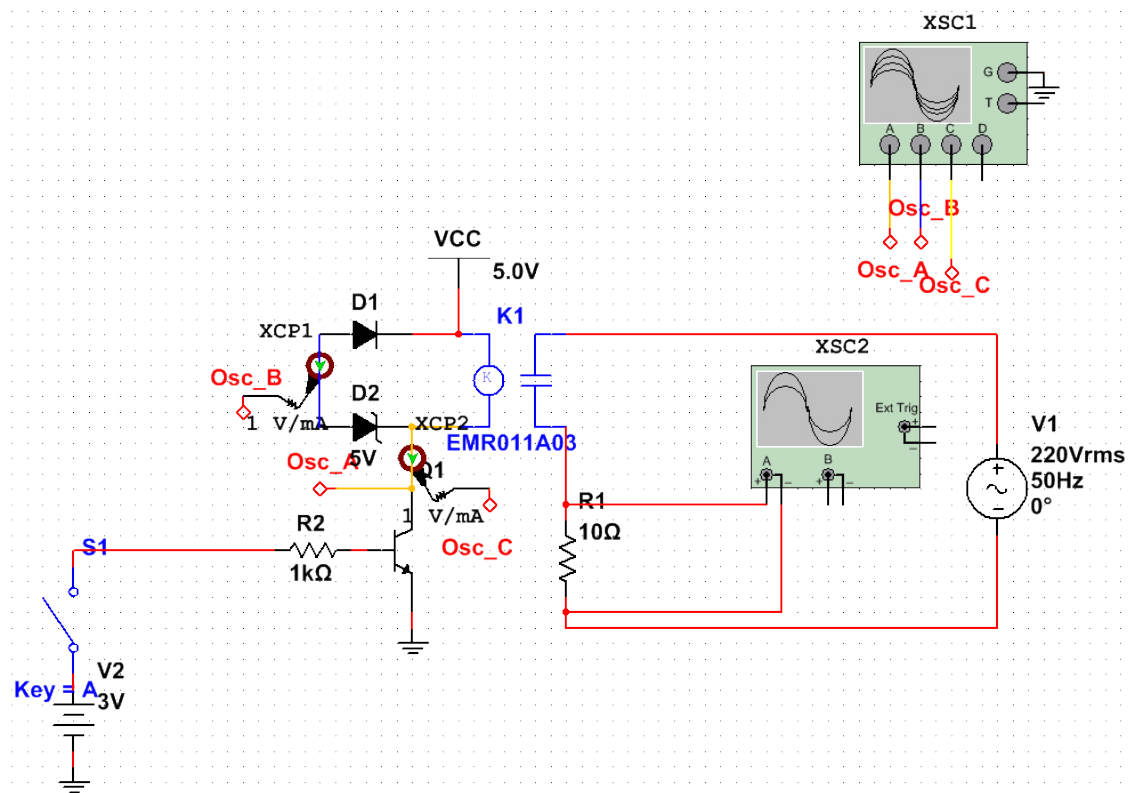 XSC1
G
T
A B C D
Osc_B
Osc_A
Osc_C
VCC
5.0V
D1
K1
XCP1
XSC2
K
Osc_B
D2
Ext Trig
+
−
1 V/mA
XCP2
V1
EMR011A03
220Vrms
50Hz
0°
Osc_A
5V
Q1
A
B
+ − + −
+
~
−
R1
10Ω
1 V/mA
R2
Osc_C
1kΩ
S1
V2
Key = A
3V